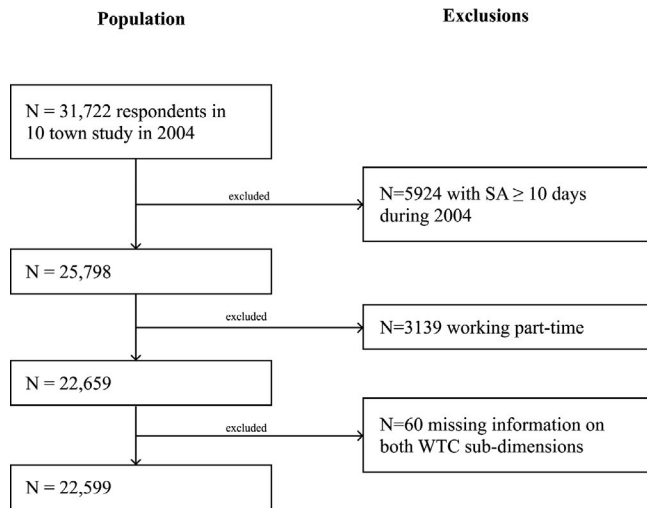 Population
Exclusions
N = 31,722 respondents in
10 town study in 2004
excluded
N=5924 with SA ≥ 10 days
during 2004
N = 25,798
excluded
N=3139 working part-time
N = 22,659
excluded
N=60 missing information on
both WTC sub-dimensions
N = 22,599